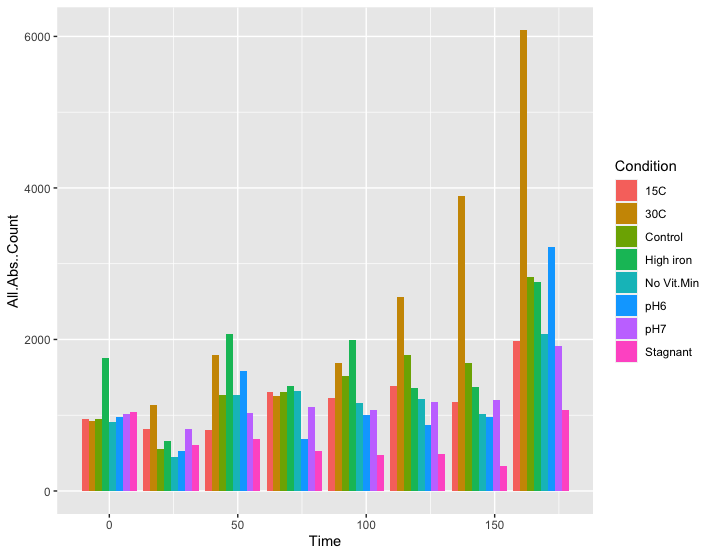 6000
4000
2000
0
All.Abs..Count
0 50 100 150
Time
Condition
15C
30C
Control
High iron
No Vit.Min
pH6
pH7
Stagnant